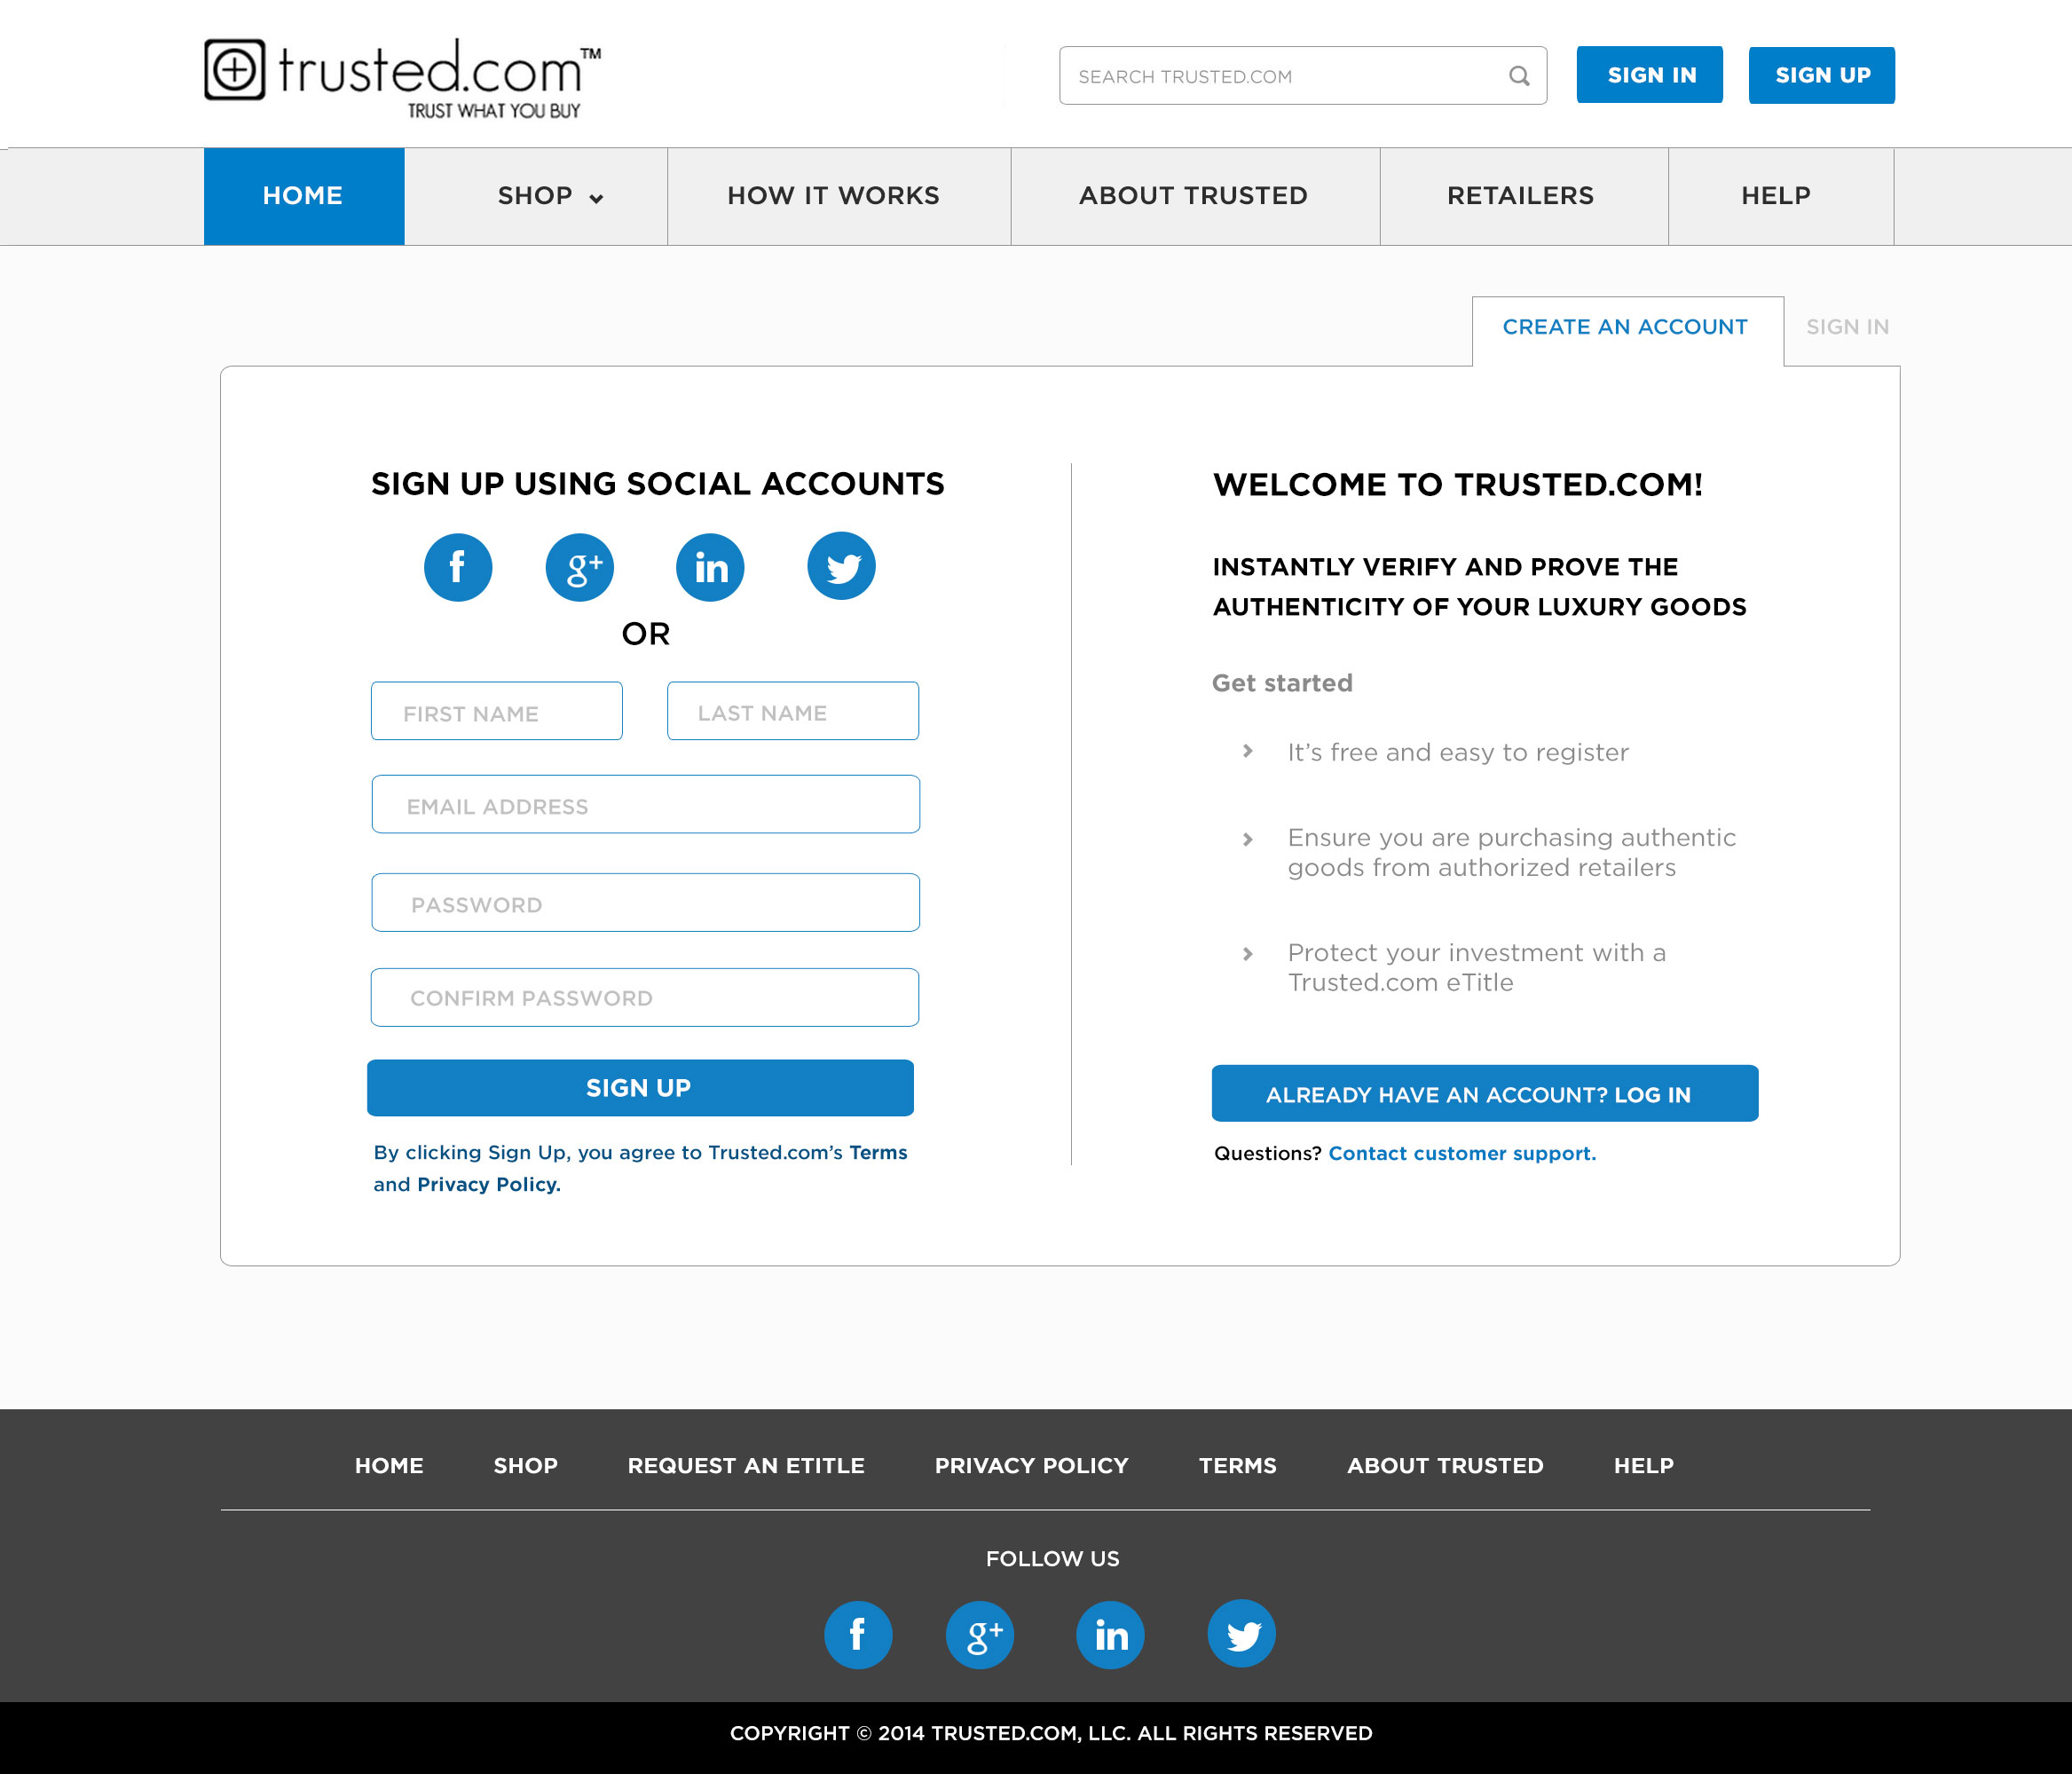 trusted.com™
TRUST WHAT YOU BUY
SEARCH TRUSTED.COM
SIGN IN
SIGN UP
HOME
SHOP
HOW IT WORKS
ABOUT TRUSTED
RETAILERS
HELP
CREATE AN ACCOUNT
SIGN IN
SIGN UP USING SOCIAL ACCOUNTS
f
g+
in
OR
FIRST NAME
LAST NAME
EMAIL ADDRESS
PASSWORD
CONFIRM PASSWORD
SIGN UP
By clicking Sign Up, you agree to Trusted.com’s Terms
and Privacy Policy.
WELCOME TO TRUSTED.COM!
INSTANTLY VERIFY AND PROVE THE
AUTHENTICITY OF YOUR LUXURY GOODS
Get started
It’s free and easy to register
Ensure you are purchasing authentic
goods from authorized retailers
Protect your investment with a
Trusted.com eTitle
ALREADY HAVE AN ACCOUNT? LOG IN
Questions? Contact customer support.
HOME
SHOP
REQUEST AN ETITLE
PRIVACY POLICY
TERMS
ABOUT TRUSTED
HELP
FOLLOW US
f
g+
in
COPYRIGHT © 2014 TRUSTED.COM, LLC. ALL RIGHTS RESERVED